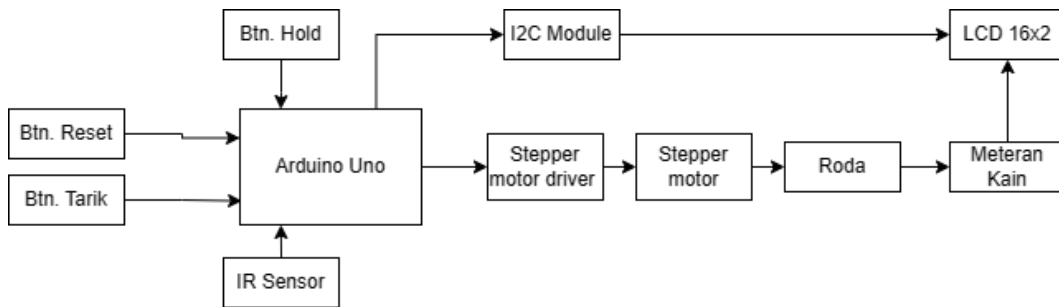 Btn. Hold
I2C Module
LCD 16x2
Btn. Reset
Arduino Uno
Stepper
motor driver
Stepper
motor
Roda
Meteran
Kain
Btn. Tarik
IR Sensor